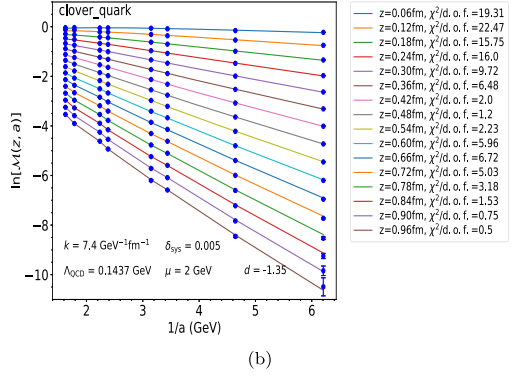 clover_quark
0
−2
−4
−6
−8
−10
ln[ℳ(z, a)]
k = 7.4 GeV⁻¹fm⁻¹ δsys = 0.005
ΛQCD = 0.1437 GeV μ = 2 GeV d = -1.35
2 3 4 5 6
1/a (GeV)
z=0.06fm, χ²/d.o.f.=19.31
z=0.12fm, χ²/d.o.f.=22.47
z=0.18fm, χ²/d.o.f.=15.75
z=0.24fm, χ²/d.o.f.=16.0
z=0.30fm, χ²/d.o.f.=9.72
z=0.36fm, χ²/d.o.f.=6.48
z=0.42fm, χ²/d.o.f.=2.0
z=0.48fm, χ²/d.o.f.=1.2
z=0.54fm, χ²/d.o.f.=2.23
z=0.60fm, χ²/d.o.f.=5.96
z=0.66fm, χ²/d.o.f.=6.72
z=0.72fm, χ²/d.o.f.=5.03
z=0.78fm, χ²/d.o.f.=3.18
z=0.84fm, χ²/d.o.f.=1.53
z=0.90fm, χ²/d.o.f.=0.75
z=0.96fm, χ²/d.o.f.=0.5
(b)